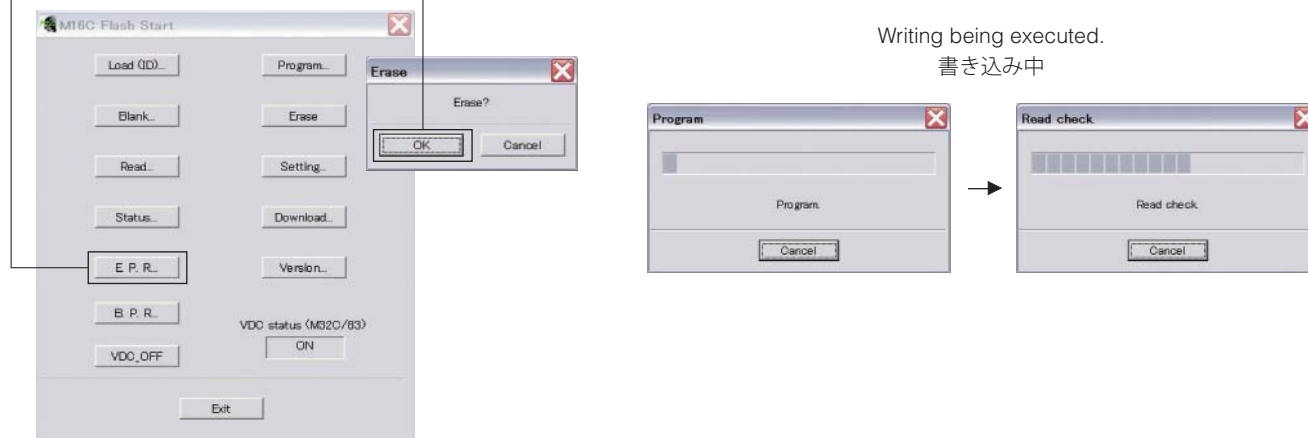 M16C Flash Start
Load (ID)...
Program...
Blank...
Erase
Read...
Setting...
Status...
Download...
E. P. R...
Version...
B. P. R...
VDC status (M32C/83)
VDC_OFF
ON
Exit
Erase
Erase?
OK
Cancel
Writing being executed.
書き込み中
Program
Program.
Cancel
Read check.
Read check.
Cancel